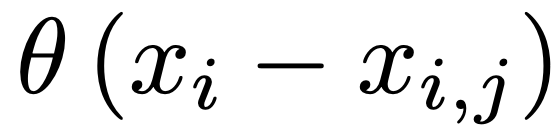 θ (x_i − x_{i,j})